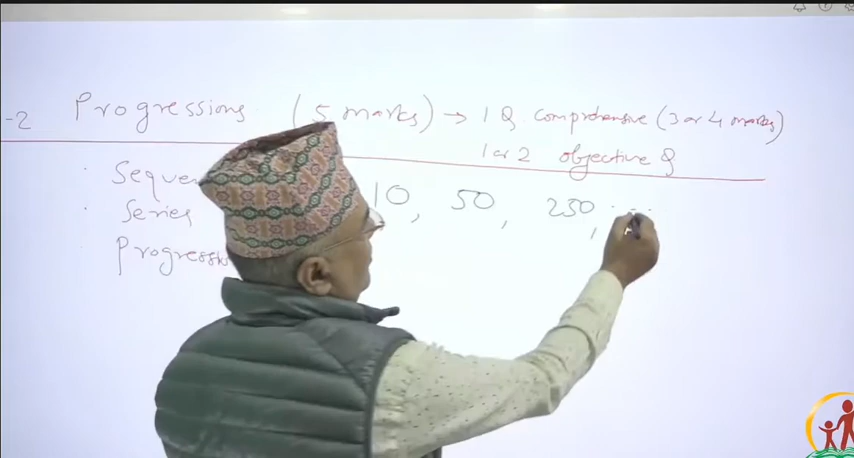 -2 Progressions (5 marks) → 1 Q comprehensive (3 or 4 marks)
1 or 2 objective Q
Seque
Series 10, 50, 250, ...
Progress